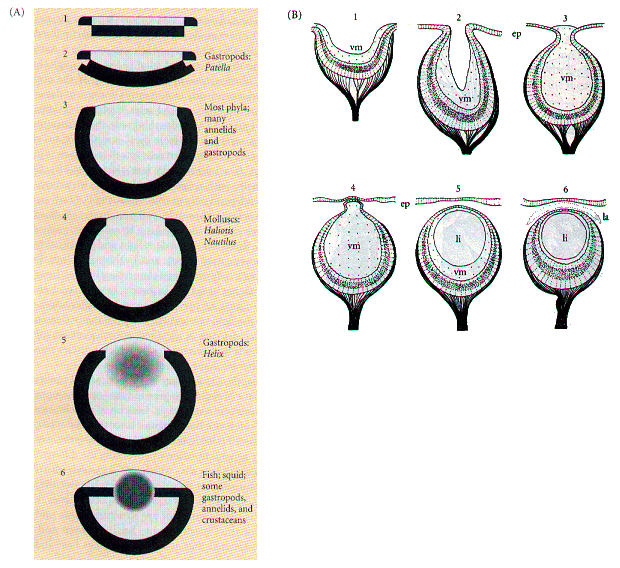 (A)
1
2
Gastropods:
Patella
3
Most phyla;
many
annelids
and
gastropods
4
Molluscs:
Haliotis
Nautilus
5
Gastropods:
Helix
6
Fish; squid;
some
gastropods,
annelids, and
crustaceans
(B)
1
2
3
vm
vm
ep
vm
4
5
6
ep
vm
li
vm
li
la